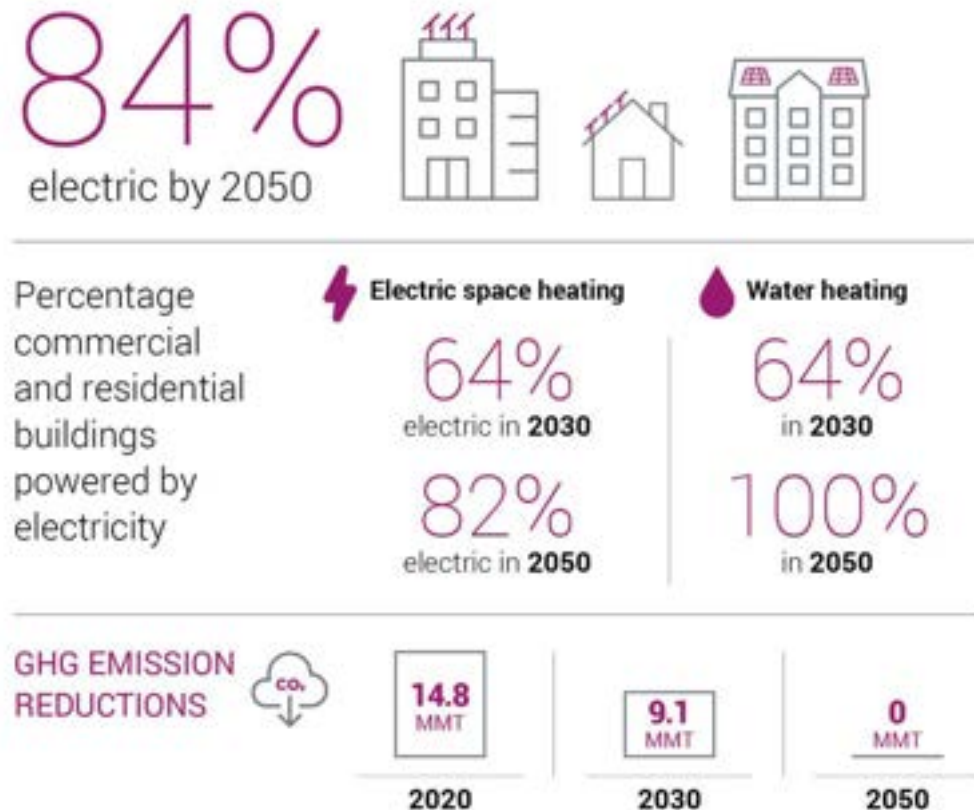 84%
electric by 2050
Percentage
commercial
and residential
buildings
powered by
electricity
Electric space heating
64%
electric in 2030
82%
electric in 2050
Water heating
64%
in 2030
100%
in 2050
GHG EMISSION
REDUCTIONS
CO₂
14.8
MMT
2020
9.1
MMT
2030
0
MMT
2050